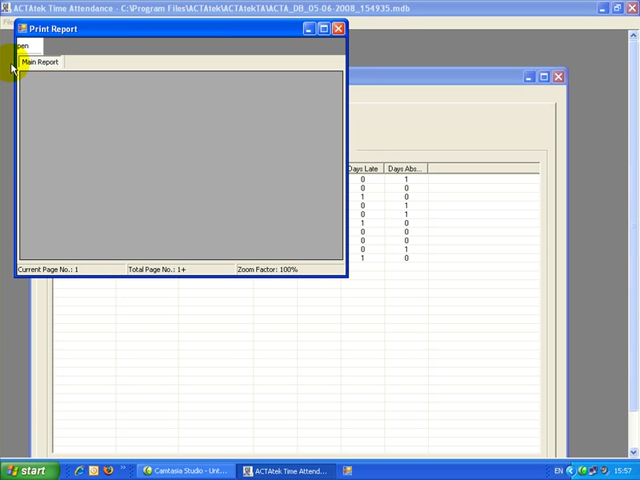 ACTAtek Time Attendance - C:\Program Files\ACTAtek\ACTAtekTA\ACTA_DB_05-06-2008_154935.mdb
File
Print Report
pen
Main Report
Days Late Days Abs...
0 1
0 0
1 0
0 1
0 1
1 0
0 0
0 0
0 1
1 0
Current Page No.: 1 Total Page No.: 1+ Zoom Factor: 100%
start Camtasia Studio - Unt... ACTAtek Time Attend... EN 15:57